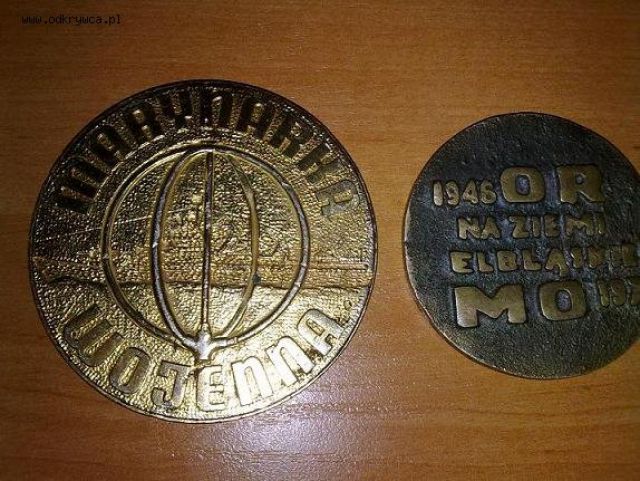 www.odkrywca.pl
MARYNARKA
WOJENNA
1946 OR
NA ZIEMI
ELBLĄSKIE
MO